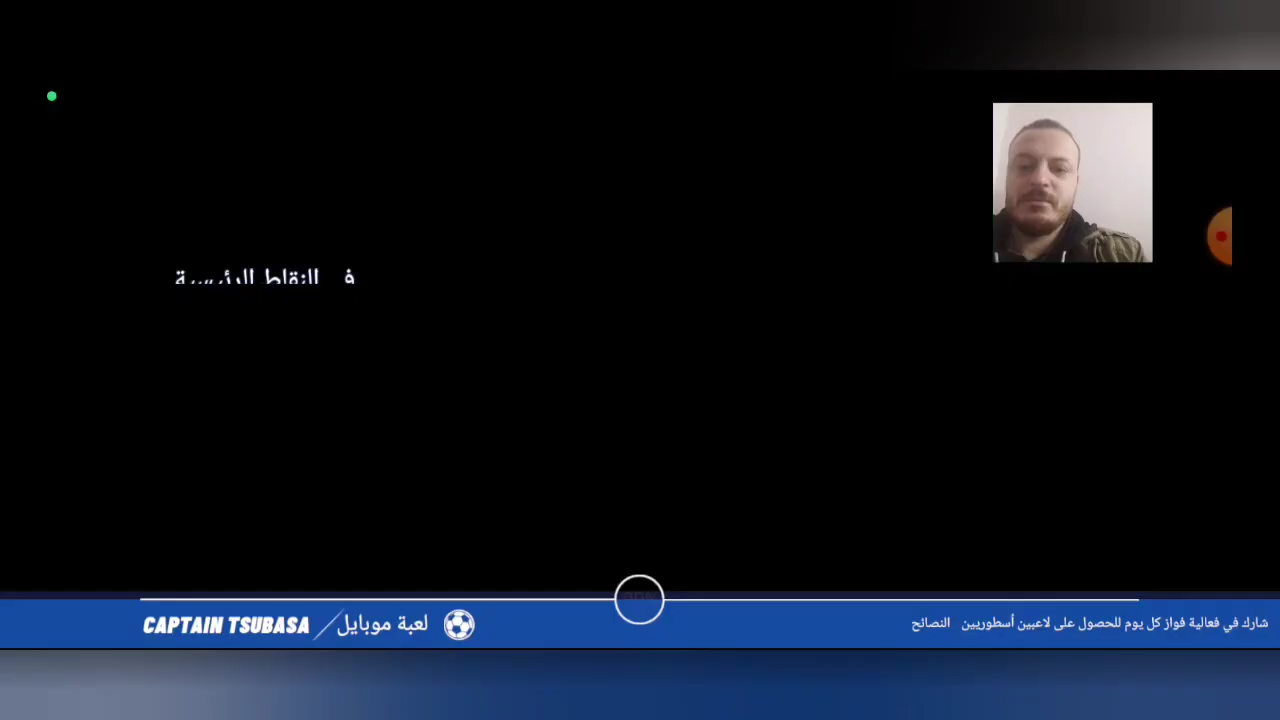 في النقاط الرئيسية
CAPTAIN TSUBASA / لعبة موبايل
شارك في فعالية فواز كل يوم للحصول على لاعبين أسطوريين النصائح